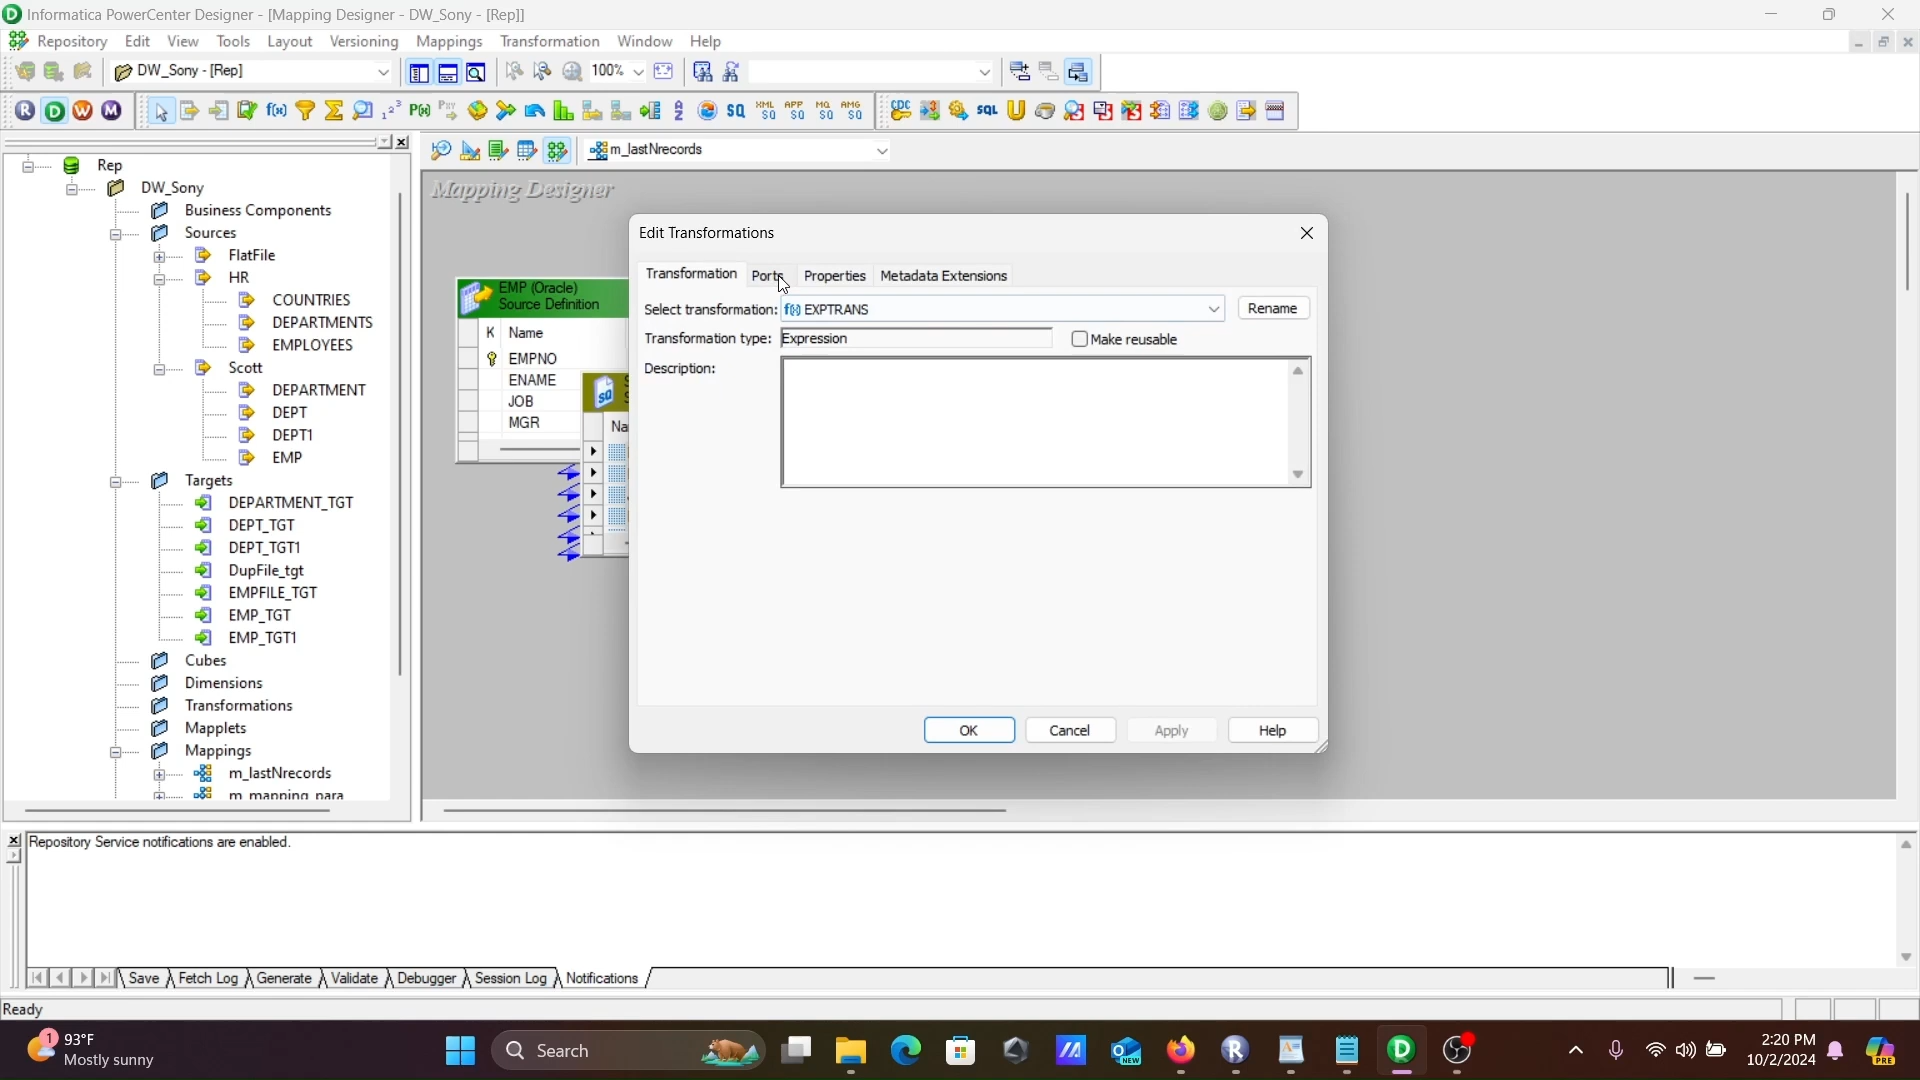 Informatica PowerCenter Designer - [Mapping Designer - DW_Sony - [Rep]]
Repository Edit View Tools Layout Versioning Mappings Transformation Window Help
DW_Sony - [Rep]
100%
m_lastNrecords
Rep
DW_Sony
Business Components
Sources
FlatFile
HR
COUNTRIES
DEPARTMENTS
EMPLOYEES
Scott
DEPARTMENT
DEPT
DEPT1
EMP
Targets
DEPARTMENT_TGT
DEPT_TGT
DEPT_TGT1
DupFile_tgt
EMPFILE_TGT
EMP_TGT
EMP_TGT1
Cubes
Dimensions
Transformations
Mapplets
Mappings
m_lastNrecords
m_mapping_para
Mapping Designer
EMP (Oracle)
Source Definition
K Name
EMPNO
ENAME
JOB
MGR
Edit Transformations
Transformation Ports Properties Metadata Extensions
Select transformation: f(x) EXPTRANS Rename
Transformation type: Expression Make reusable
Description:
OK Cancel Apply Help
Repository Service notifications are enabled.
Save Fetch Log Generate Validate Debugger Session Log Notifications
Ready
1 93°F
Mostly sunny
Search
2:20 PM
10/2/2024